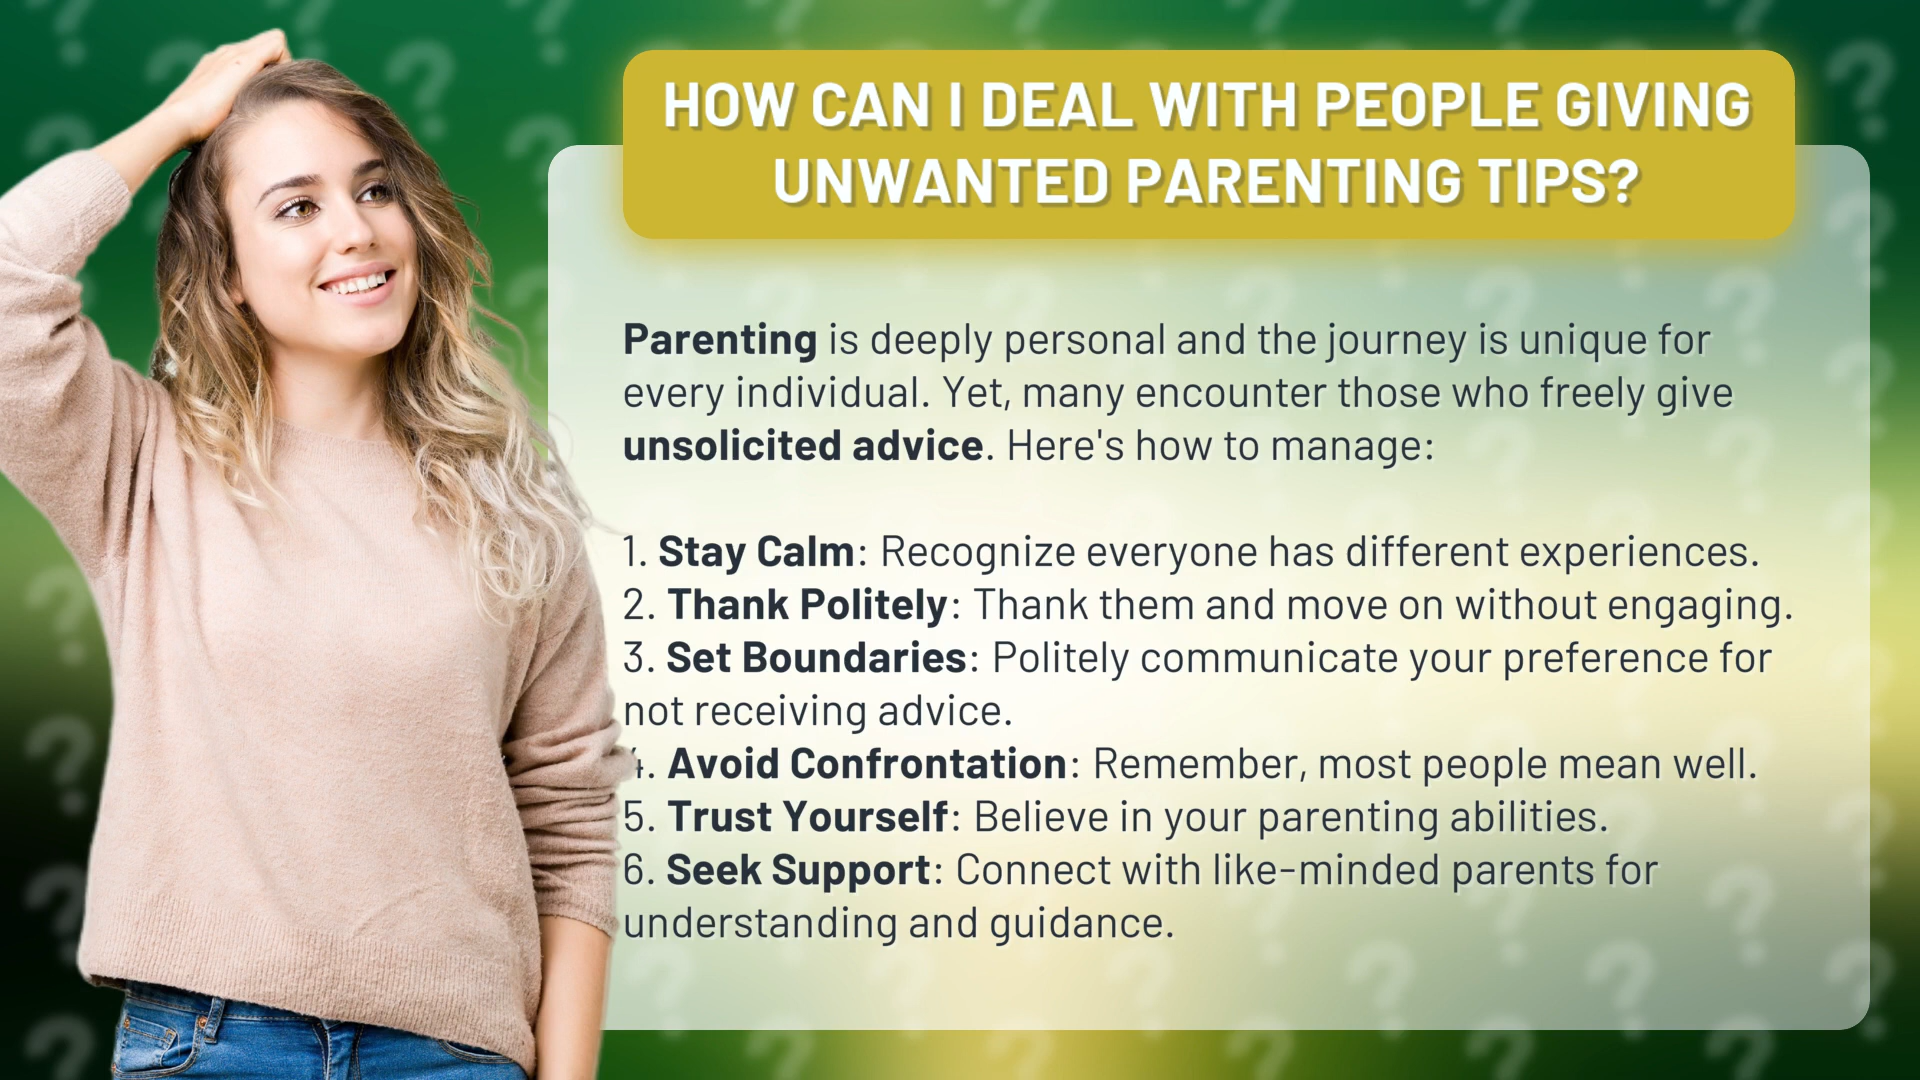 HOW CAN I DEAL WITH PEOPLE GIVING
UNWANTED PARENTING TIPS?
Parenting is deeply personal and the journey is unique for
every individual. Yet, many encounter those who freely give
unsolicited advice. Here's how to manage:
1. Stay Calm: Recognize everyone has different experiences.
2. Thank Politely: Thank them and move on without engaging.
3. Set Boundaries: Politely communicate your preference for
not receiving advice.
4. Avoid Confrontation: Remember, most people mean well.
5. Trust Yourself: Believe in your parenting abilities.
6. Seek Support: Connect with like-minded parents for
understanding and guidance.